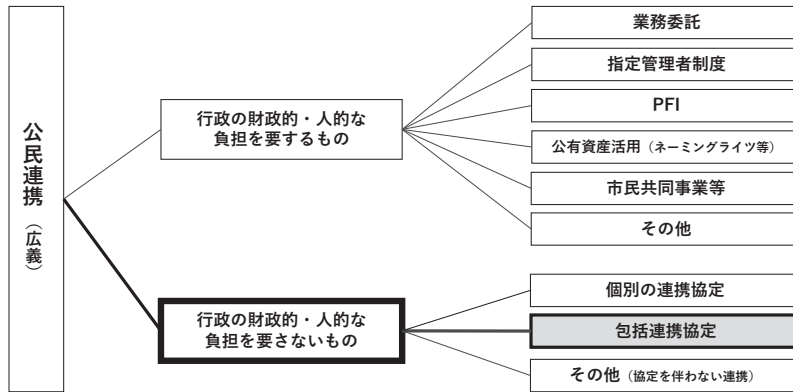 公民連携（広義）
行政の財政的・人的な
負担を要するもの
業務委託
指定管理者制度
PFI
公有資産活用（ネーミングライツ等）
市民共同事業等
その他
行政の財政的・人的な
負担を要さないもの
個別の連携協定
包括連携協定
その他（協定を伴わない連携）